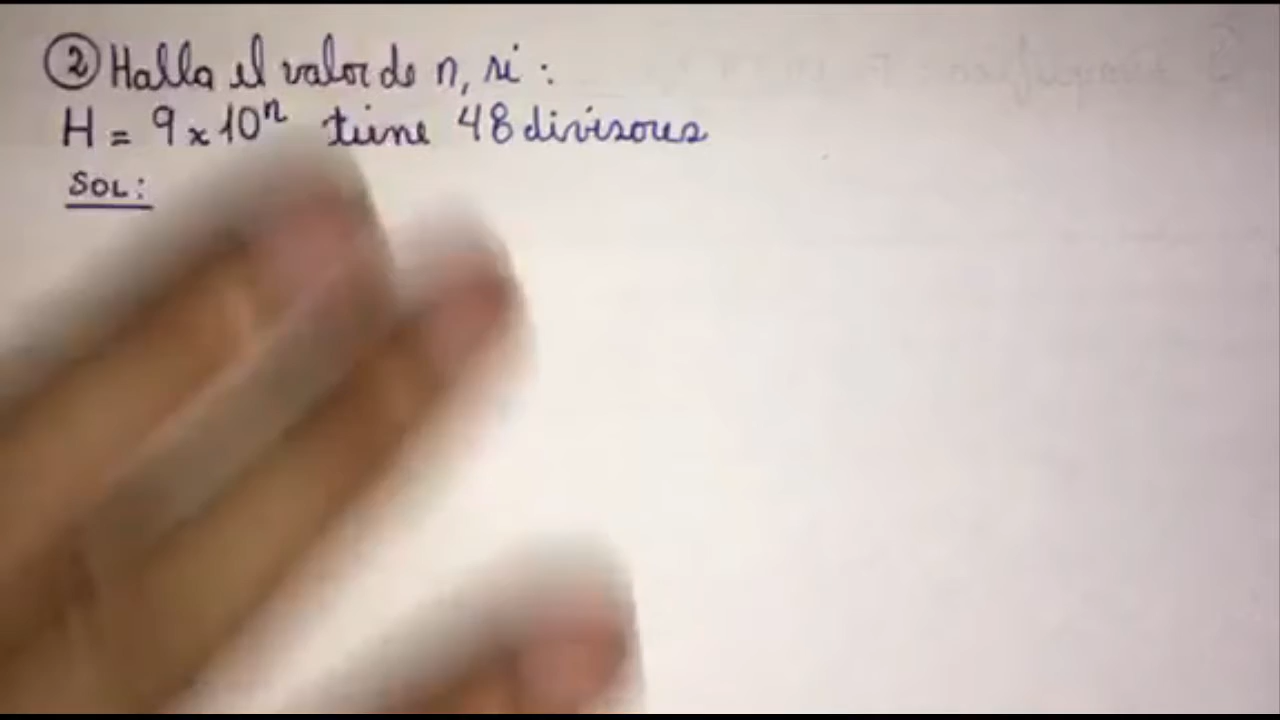 ② Halla el valor de n, si :
H = 9 x 10ⁿ tiene 48 divisores
SOL: